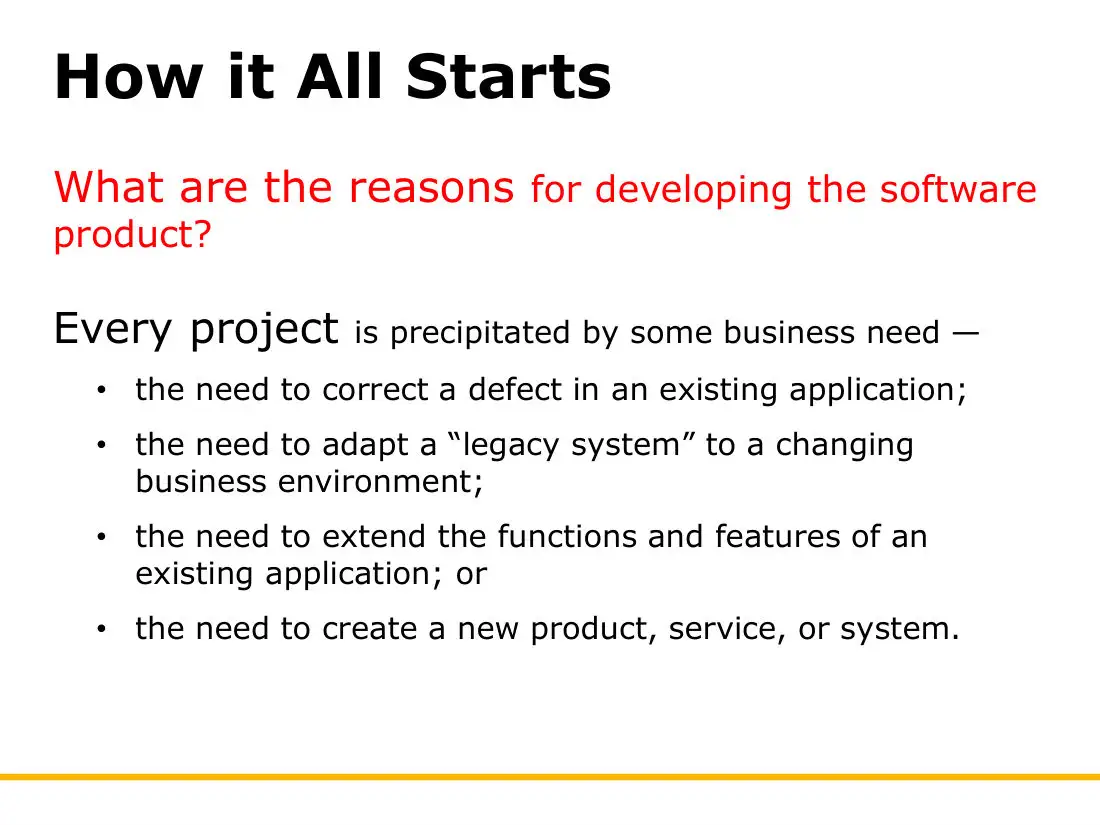 How it All Starts
What are the reasons for developing the software
product?
Every project is precipitated by some business need —
• the need to correct a defect in an existing application;
• the need to adapt a “legacy system” to a changing
business environment;
• the need to extend the functions and features of an
existing application; or
• the need to create a new product, service, or system.